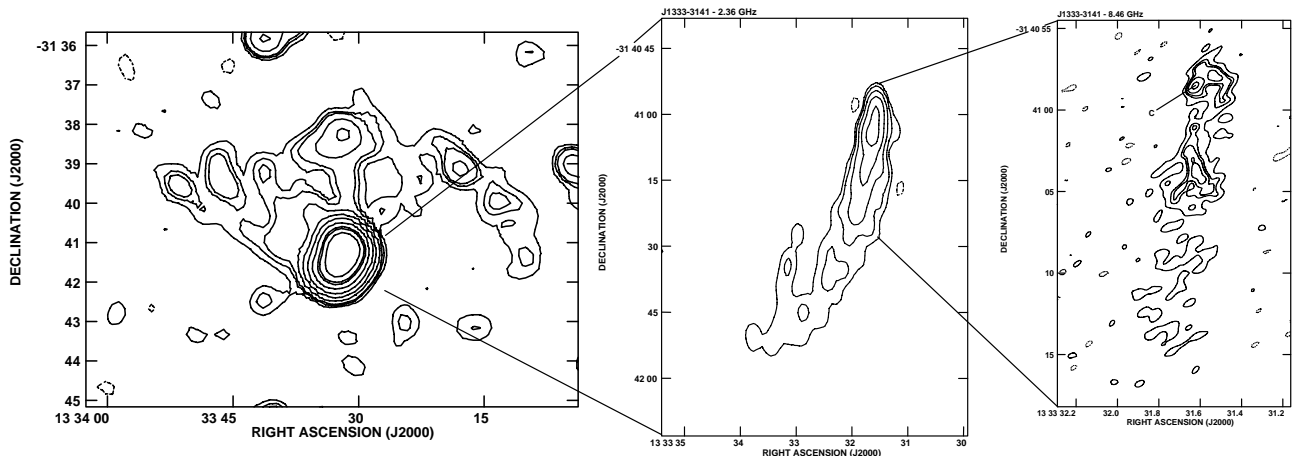 -31 36
37
38
39
40
41
42
43
44
45
DECLINATION (J2000)
13 34 00
33 45
30
15
RIGHT ASCENSION (J2000)
J1333-3141 - 2.36 GHz
-31 40 45
41 00
15
30
45
42 00
DECLINATION (J2000)
13 33 35
34
33
32
31
30
RIGHT ASCENSION (J2000)
J1333-3141 - 8.46 GHz
-31 40 55
41 00
05
10
15
C
DECLINATION (J2000)
13 33 32.2
32.0
31.8
31.6
31.4
31.2
RIGHT ASCENSION (J2000)